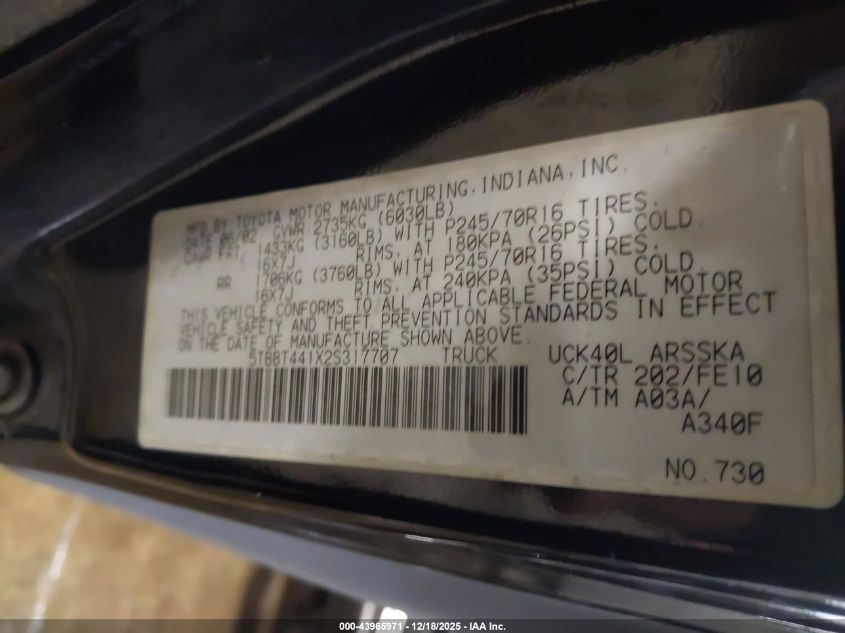 MFD BY TOYOTA MOTOR MANUFACTURING, INDIANA, INC.
DATE 05/02 GVWR:2735KG (6030LB)
GAWR FRT 1433KG (3160LB) WITH P245/70R16 TIRES.
16X7J RIMS, AT 180KPA (26PSI) COLD.
RR 1706KG (3760LB) WITH P245/70R16 TIRES.
16X7J RIMS, AT 240KPA (35PSI) COLD.
THIS VEHICLE CONFORMS TO ALL APPLICABLE FEDERAL MOTOR
VEHICLE SAFETY AND THEFT PREVENTION STANDARDS IN EFFECT
ON THE DATE OF MANUFACTURE SHOWN ABOVE.
5TBBT441X2S317707 TRUCK
UCK40L ARSSKA
C/TR 202/FE10
A/TM A03A/
A340F
NO.730
000-43965971 - 12/18/2025 - IAA Inc.